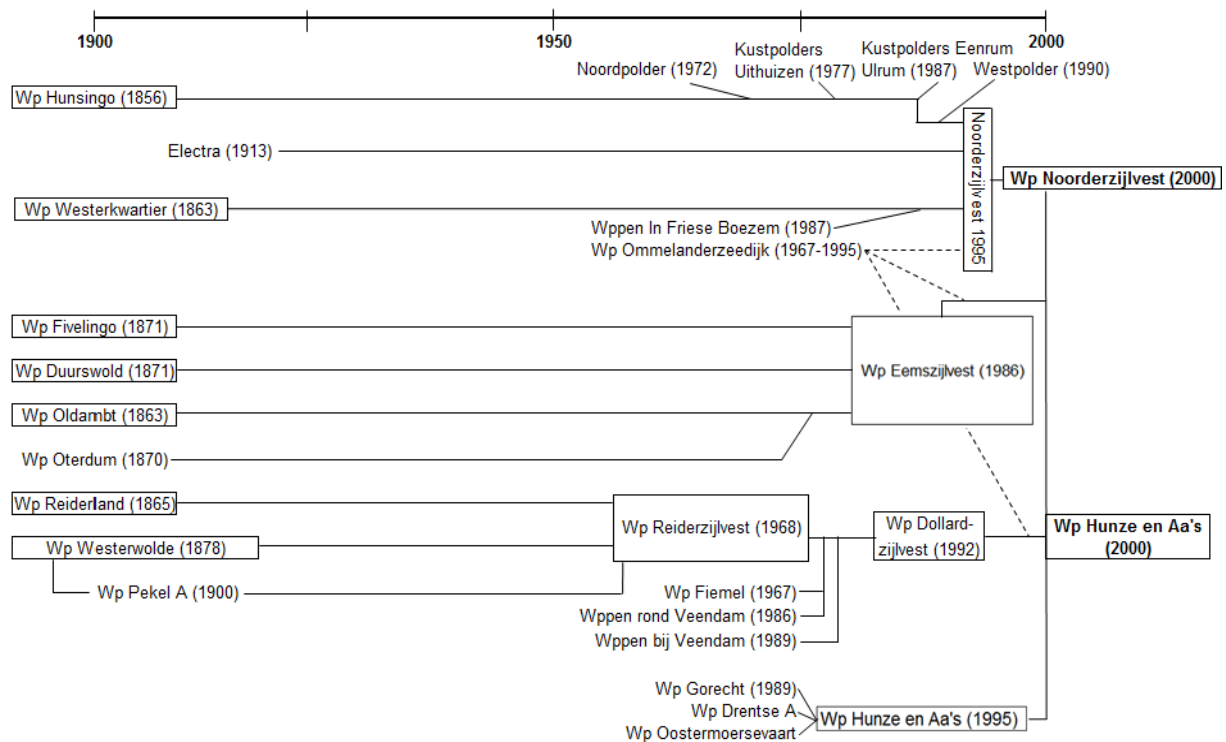 1900
1950
2000
Kustpolders
Uithuizen (1977)
Kustpolders Eenrum
Ulrum (1987)
Noordpolder (1972)
Westpolder (1990)
Wp Hunsingo (1856)
Electra (1913)
Noorderzijlvest 1995
Wp Noorderzijlvest (2000)
Wp Westerkwartier (1863)
Wppen In Friese Boezem (1987)
Wp Ommelanderzeedijk (1967-1995)
Wp Fivelingo (1871)
Wp Duurswold (1871)
Wp Eemszijlvest (1986)
Wp Oldambt (1863)
Wp Oterdum (1870)
Wp Reiderland (1865)
Wp Reiderzijlvest (1968)
Wp Dollard-
zijlvest (1992)
Wp Hunze en Aa's
(2000)
Wp Westerwolde (1878)
Wp Pekel A (1900)
Wp Fiemel (1967)
Wppen rond Veendam (1986)
Wppen bij Veendam (1989)
Wp Gorecht (1989)
Wp Drentse A
Wp Oostermoersevaart
Wp Hunze en Aa's (1995)